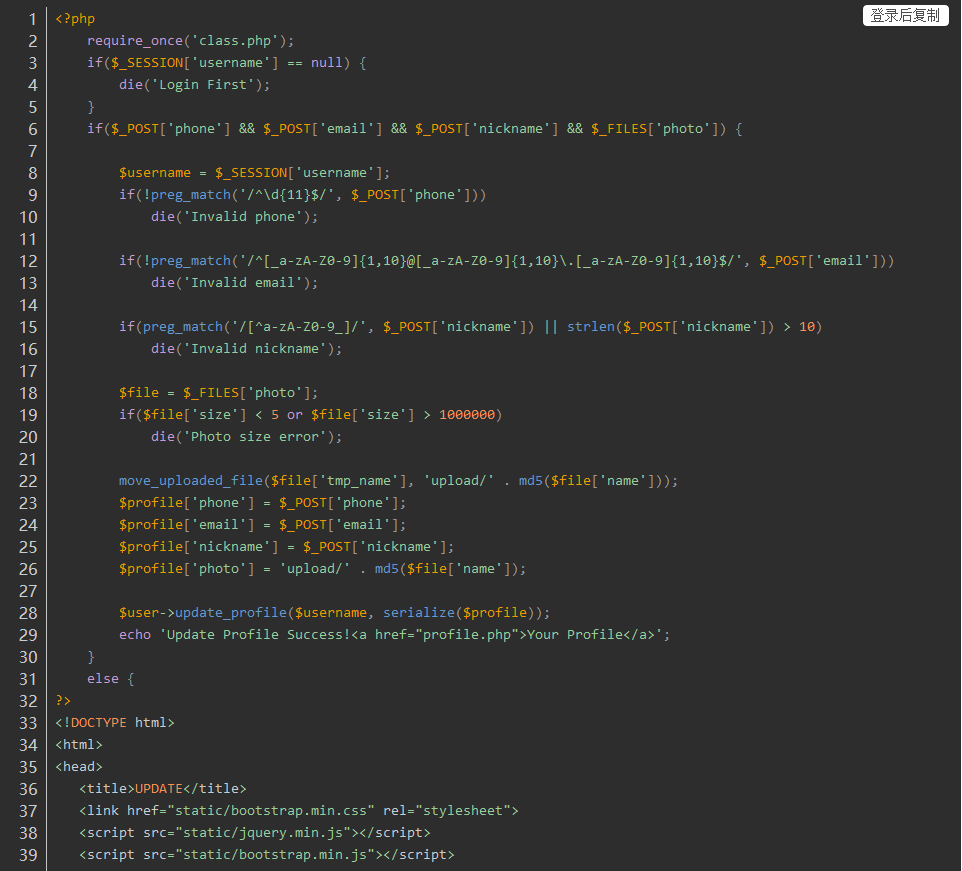 登录后复制
1 <?php
2     require_once('class.php');
3     if($_SESSION['username'] == null) {
4         die('Login First');
5     }
6     if($_POST['phone'] && $_POST['email'] && $_POST['nickname'] && $_FILES['photo']) {
7
8         $username = $_SESSION['username'];
9         if(!preg_match('/^\d{11}$/', $_POST['phone']))
10             die('Invalid phone');
11
12         if(!preg_match('/^[_a-zA-Z0-9]{1,10}@[_a-zA-Z0-9]{1,10}\.[_a-zA-Z0-9]{1,10}$/', $_POST['email']))
13             die('Invalid email');
14
15         if(preg_match('/[^a-zA-Z0-9_]/', $_POST['nickname']) || strlen($_POST['nickname']) > 10)
16             die('Invalid nickname');
17
18         $file = $_FILES['photo'];
19         if($file['size'] < 5 or $file['size'] > 1000000)
20             die('Photo size error');
21
22         move_uploaded_file($file['tmp_name'], 'upload/' . md5($file['name']));
23         $profile['phone'] = $_POST['phone'];
24         $profile['email'] = $_POST['email'];
25         $profile['nickname'] = $_POST['nickname'];
26         $profile['photo'] = 'upload/' . md5($file['name']);
27
28         $user->update_profile($username, serialize($profile));
29         echo 'Update Profile Success!<a href="profile.php">Your Profile</a>';
30     }
31     else {
32 ?>
33 <!DOCTYPE html>
34 <html>
35 <head>
36    <title>UPDATE</title>
37    <link href="static/bootstrap.min.css" rel="stylesheet">
38    <script src="static/jquery.min.js"></script>
39    <script src="static/bootstrap.min.js"></script>